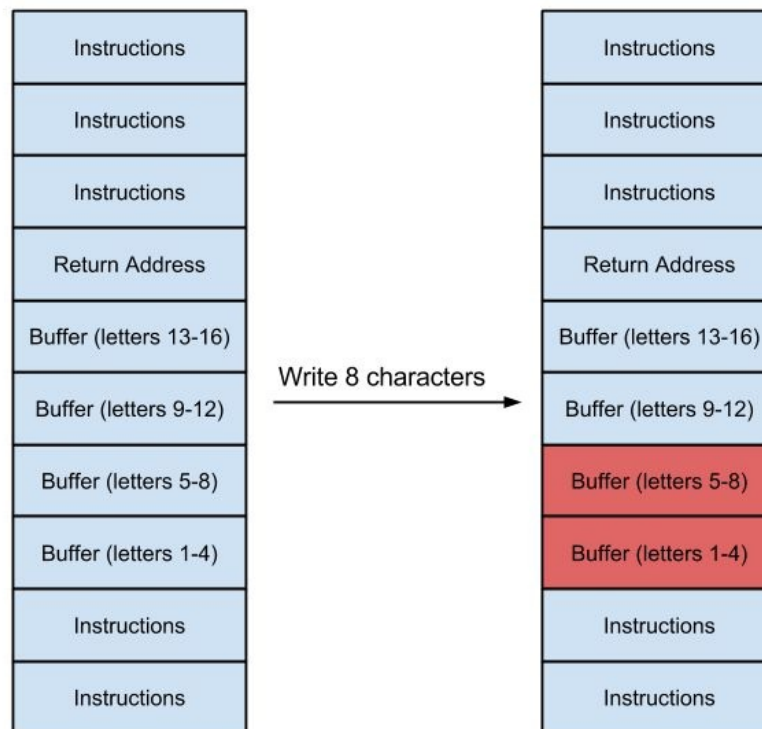 Instructions
Instructions
Instructions
Return Address
Buffer (letters 13-16)
Buffer (letters 9-12)
Buffer (letters 5-8)
Buffer (letters 1-4)
Instructions
Instructions
Write 8 characters
Instructions
Instructions
Instructions
Return Address
Buffer (letters 13-16)
Buffer (letters 9-12)
Buffer (letters 5-8)
Buffer (letters 1-4)
Instructions
Instructions